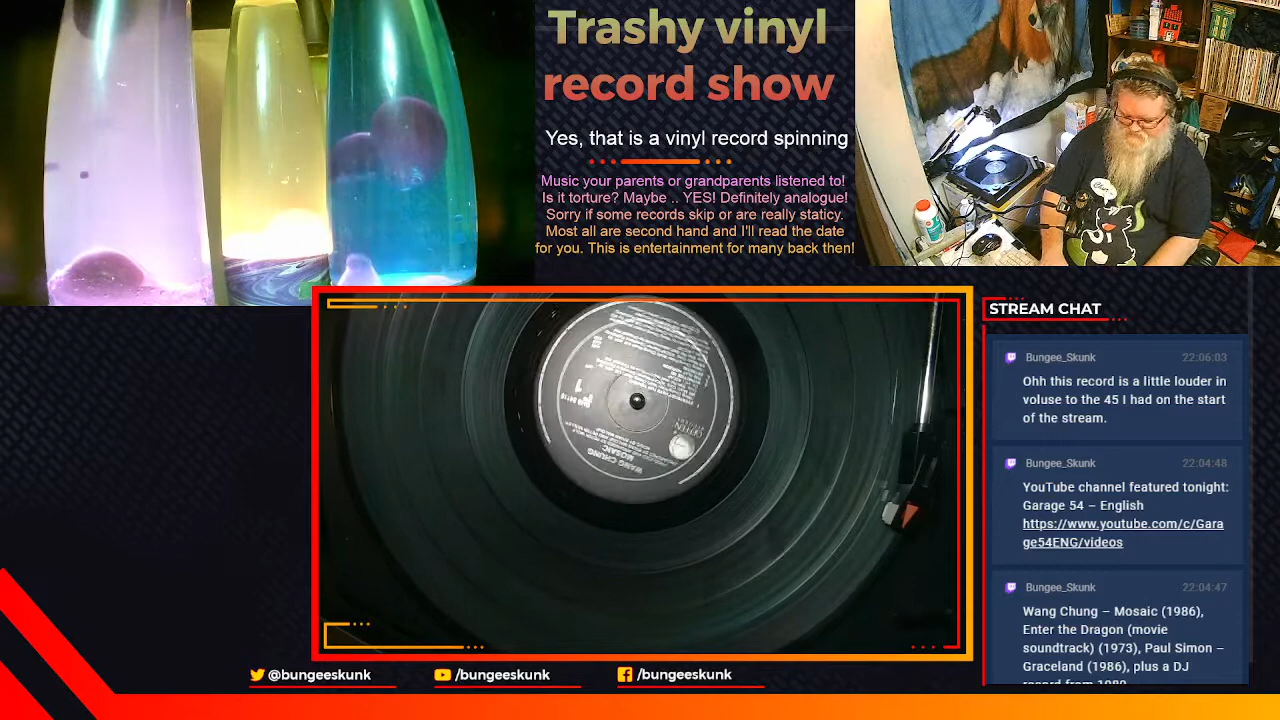 Trashy vinyl
record show
Yes, that is a vinyl record spinning
Music your parents or grandparents listened to!
Is it torture? Maybe .. YES! Definitely analogue!
Sorry if some records skip or are really staticy.
Most all are second hand and I'll read the date
for you. This is entertainment for many back then!
WANG CHUNG
MOSAIC
1
GEFFEN
STREAM CHAT
Bungee_Skunk 22:06:03
Ohh this record is a little louder in
voluse to the 45 I had on the start
of the stream.
Bungee_Skunk 22:04:48
YouTube channel featured tonight:
Garage 54 – English
https://www.youtube.com/c/Gara
ge54ENG/videos
Bungee_Skunk 22:04:47
Wang Chung – Mosaic (1986),
Enter the Dragon (movie
soundtrack) (1973), Paul Simon –
Graceland (1986), plus a DJ
record from 1989
@bungeeskunk
/bungeeskunk
/bungeeskunk